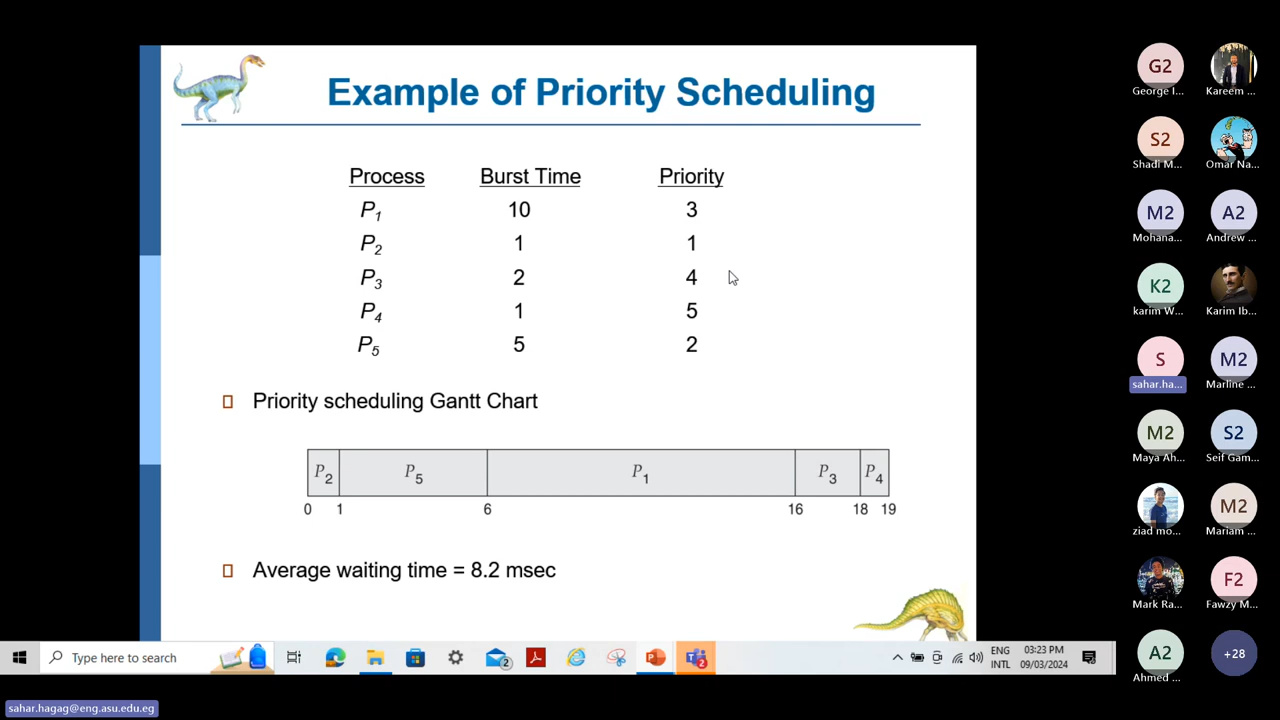 Example of Priority Scheduling
Process Burst Time Priority
P1 10 3
P2 1 1
P3 2 4
P4 1 5
P5 5 2
Priority scheduling Gantt Chart
P2 P5 P1 P3 P4
0 1 6 16 18 19
Average waiting time = 8.2 msec
G2
George I...
Kareem ...
S2
Shadi M...
Omar Na...
M2 A2
Mohana... Andrew ...
K2
karim W... Karim Ib...
S M2
sahar.ha... Marline ...
M2 S2
Maya Ah... Seif Gam...
M2
ziad mo... Mariam ...
F2
Mark Ra... Fawzy M...
A2 +28
Ahmed ...
Type here to search
2
2
ENG
INTL
03:23 PM
09/03/2024
sahar.hagag@eng.asu.edu.eg